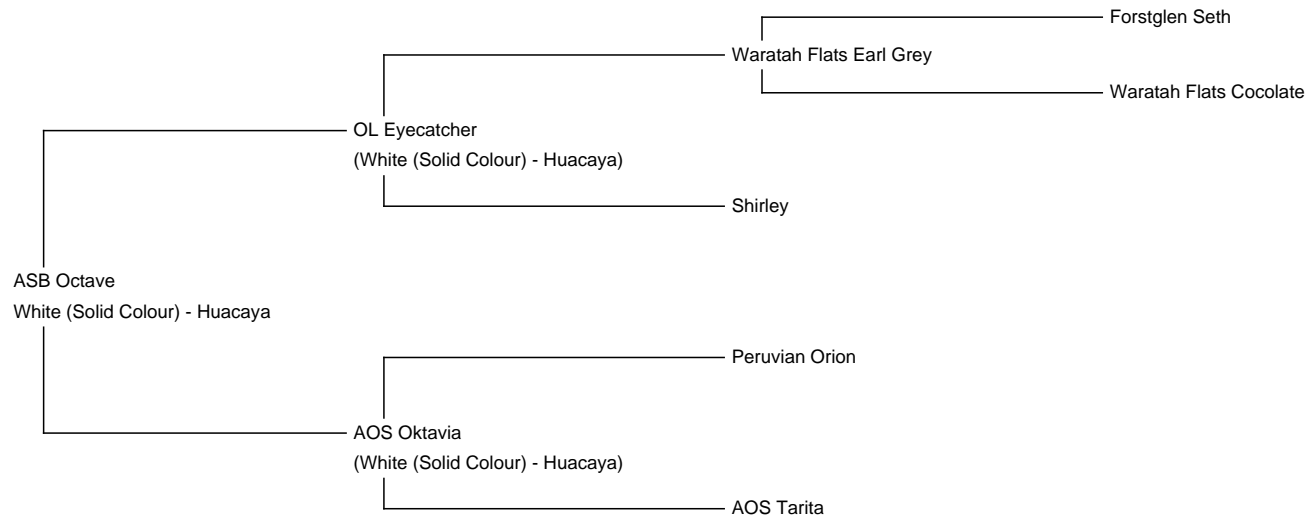 Forstglen Seth
Waratah Flats Earl Grey
Waratah Flats Cocolate
OL Eyecatcher
(White (Solid Colour) - Huacaya)
Shirley
ASB Octave
White (Solid Colour) - Huacaya
Peruvian Orion
AOS Oktavia
(White (Solid Colour) - Huacaya)
AOS Tarita